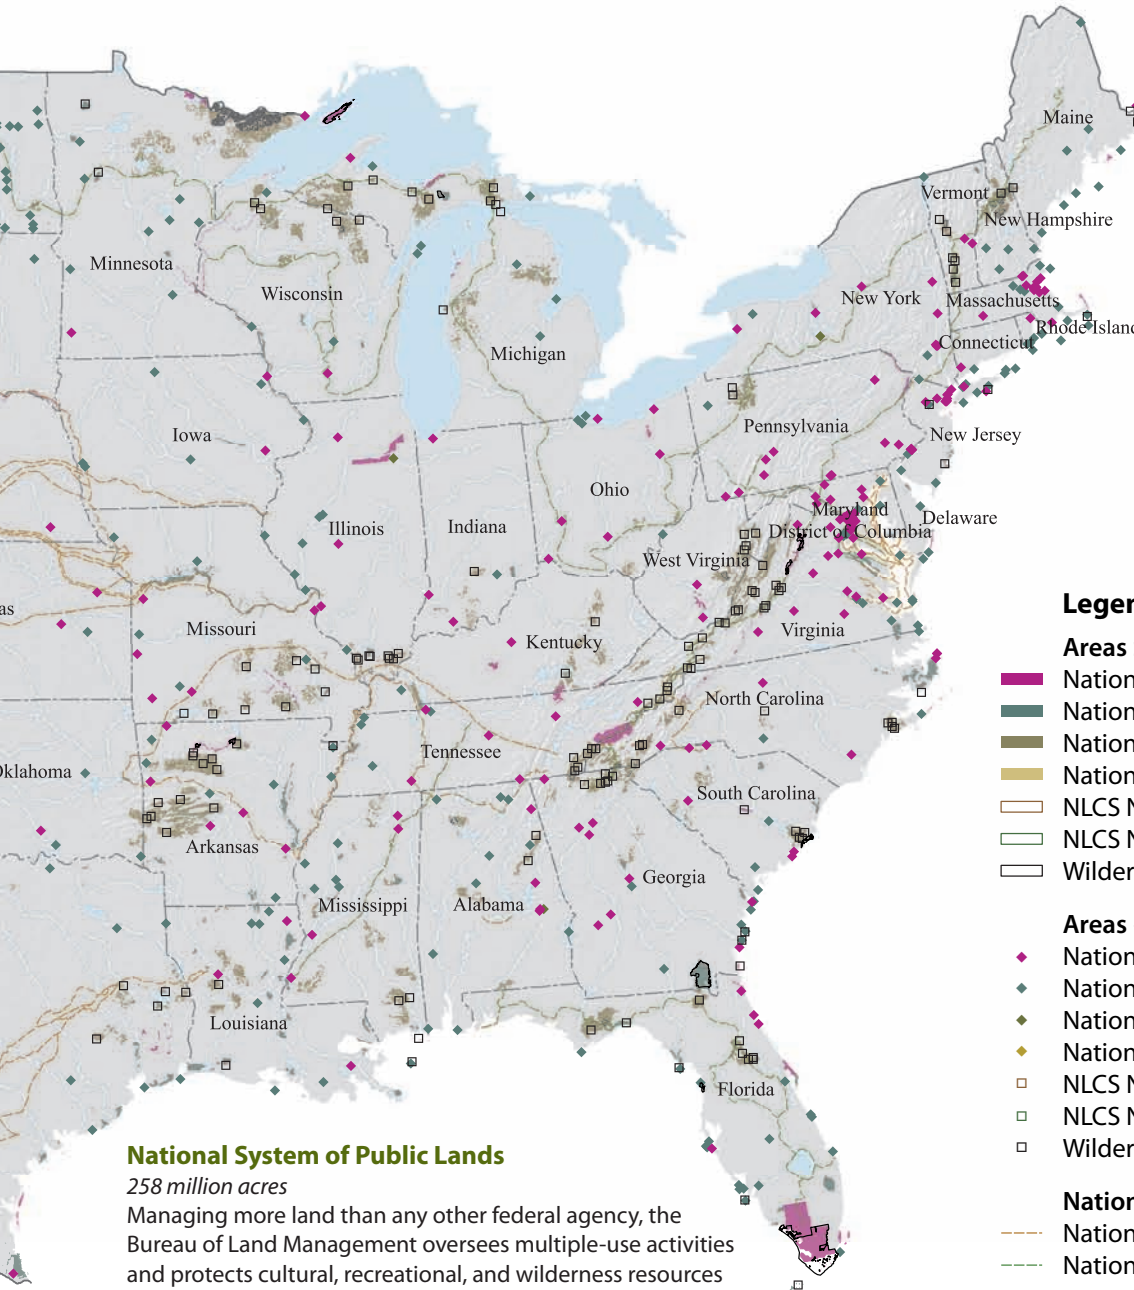 Maine
Vermont
New Hampshire
Minnesota
Wisconsin
New York
Massachusetts
Rhode Island
Connecticut
Michigan
Iowa
Pennsylvania
New Jersey
Ohio
Maryland
Delaware
Illinois
Indiana
District of Columbia
West Virginia
as
Missouri
Kentucky
Virginia
North Carolina
Tennessee
Oklahoma
South Carolina
Arkansas
Georgia
Mississippi
Alabama
Louisiana
Florida
National System of Public Lands
258 million acres
Managing more land than any other federal agency, the
Bureau of Land Management oversees multiple-use activities
and protects cultural, recreational, and wilderness resources
Legen
Areas
Nation
Nation
Nation
Nation
NLCS N
NLCS N
Wilder
Areas
Nation
Nation
Nation
Nation
NLCS N
NLCS N
Wilder
Nation
Nation
Nation